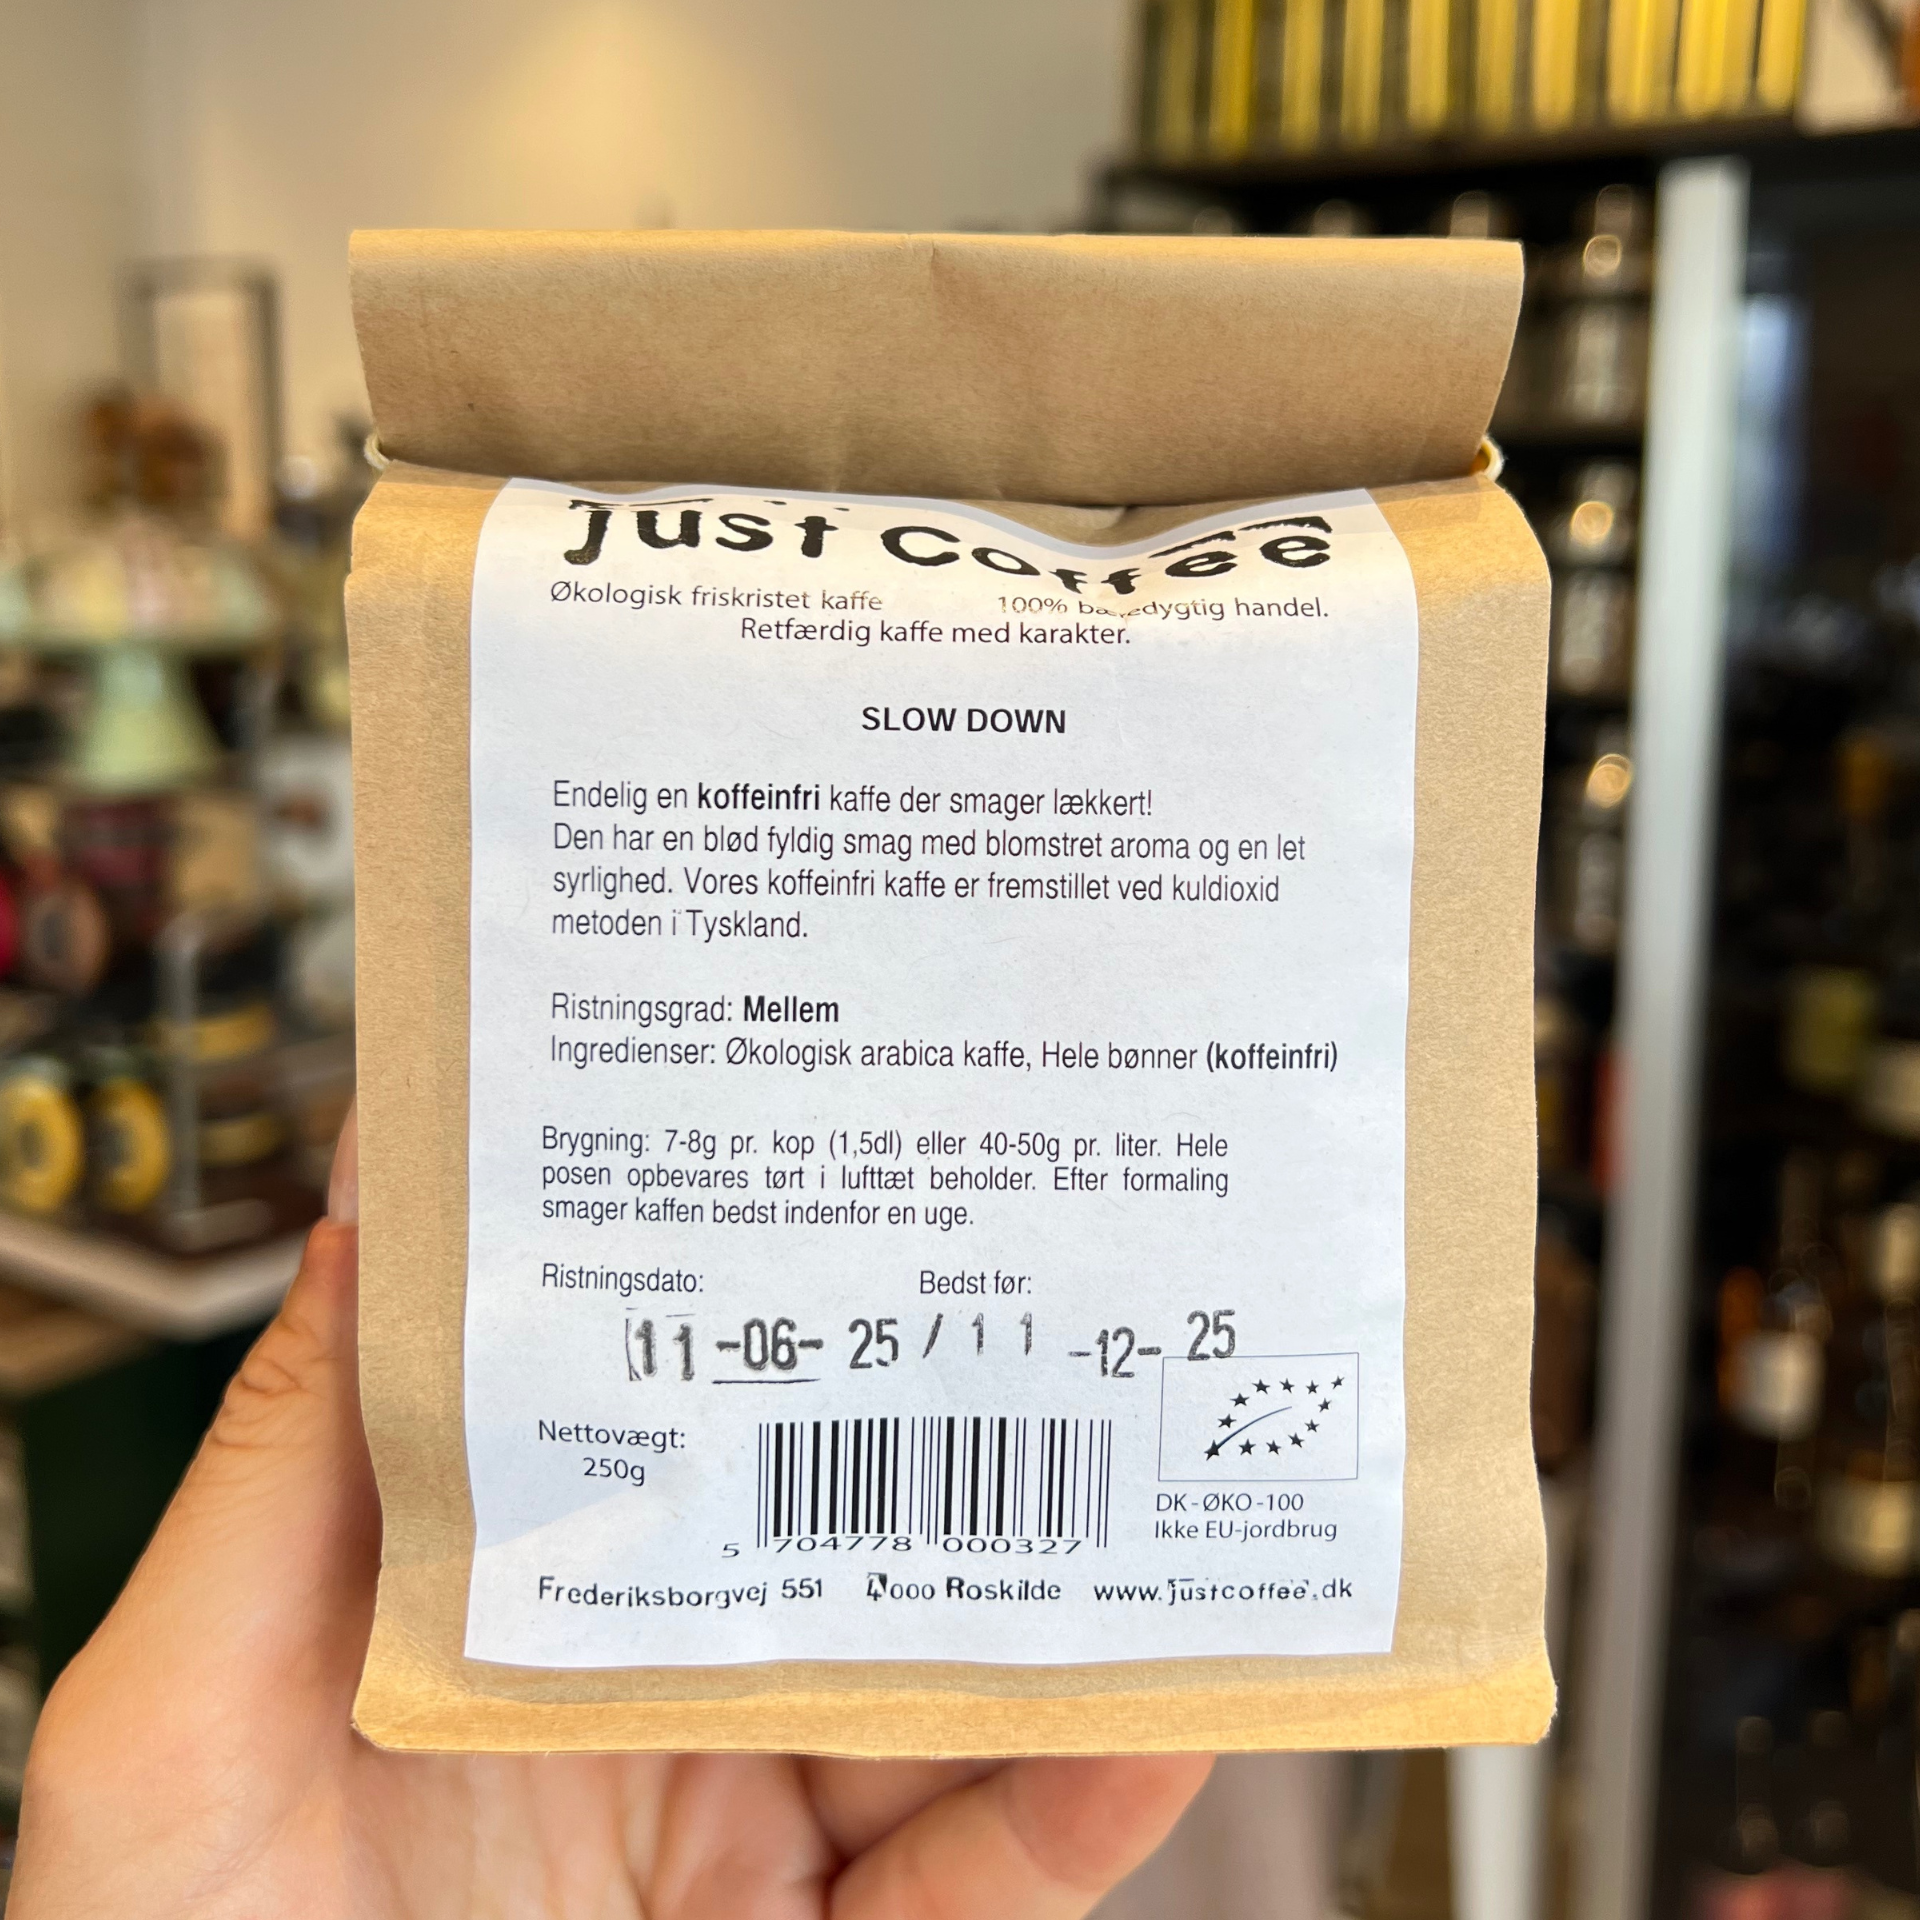 Just Coffee
Økologisk friskristet kaffe 100% handel.
Retfærdig kaffe med karakter.
SLOW DOWN
Endelig en koffeinfri kaffe der smager lækkert!
Den har en blød fyldig smag med blomstret aroma og en let
syrlighed. Vores koffeinfri kaffe er fremstillet ved kuldioxid
metoden i Tyskland.
Ristningsgrad: Mellem
Ingredienser: Økologisk arabica kaffe, Hele bønner (koffeinfri)
Brygning: 7-8g pr. kop (1,5dl) eller 40-50g pr. liter. Hele
posen opbevares tørt i lufttæt beholder. Efter formaling
smager kaffen bedst indenfor en uge.
Ristningsdato: Bedst før:
11-06-25 / 11-12-25
Nettovægt:
250g
5 704778 000327
DK-ØKO-100
Ikke EU-jordbrug
Frederiksborgvej 551 4000 Roskilde www.justcoffee.dk